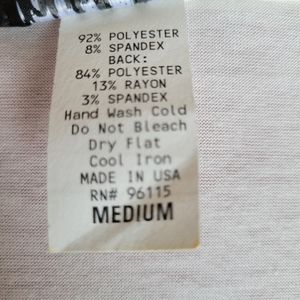 92% POLYESTER
8% SPANDEX
BACK:
84% POLYESTER
13% RAYON
3% SPANDEX
Hand Wash Cold
Do Not Bleach
Dry Flat
Cool Iron
MADE IN USA
RN# 96115
MEDIUM